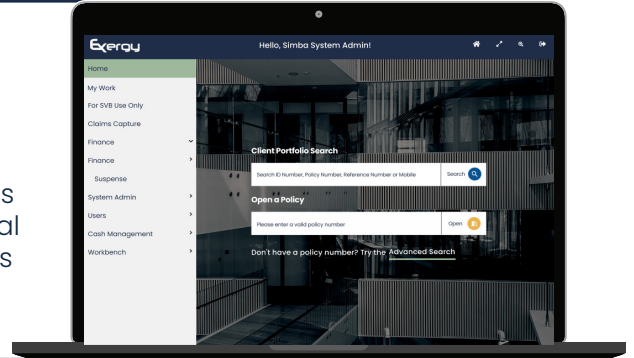 Exergy
Hello, Simba System Admin!
Home
My Work
For SVB Use Only
Claims Capture
Finance
Finance
Suspense
System Admin
Users
Cash Management
Workbench
Client Portfolio Search
Search ID Number, Policy Number, Reference Number or Mobile
Search
Open a Policy
Please enter a valid policy number
Open
Don't have a policy number? Try the Advanced Search
s
al
s